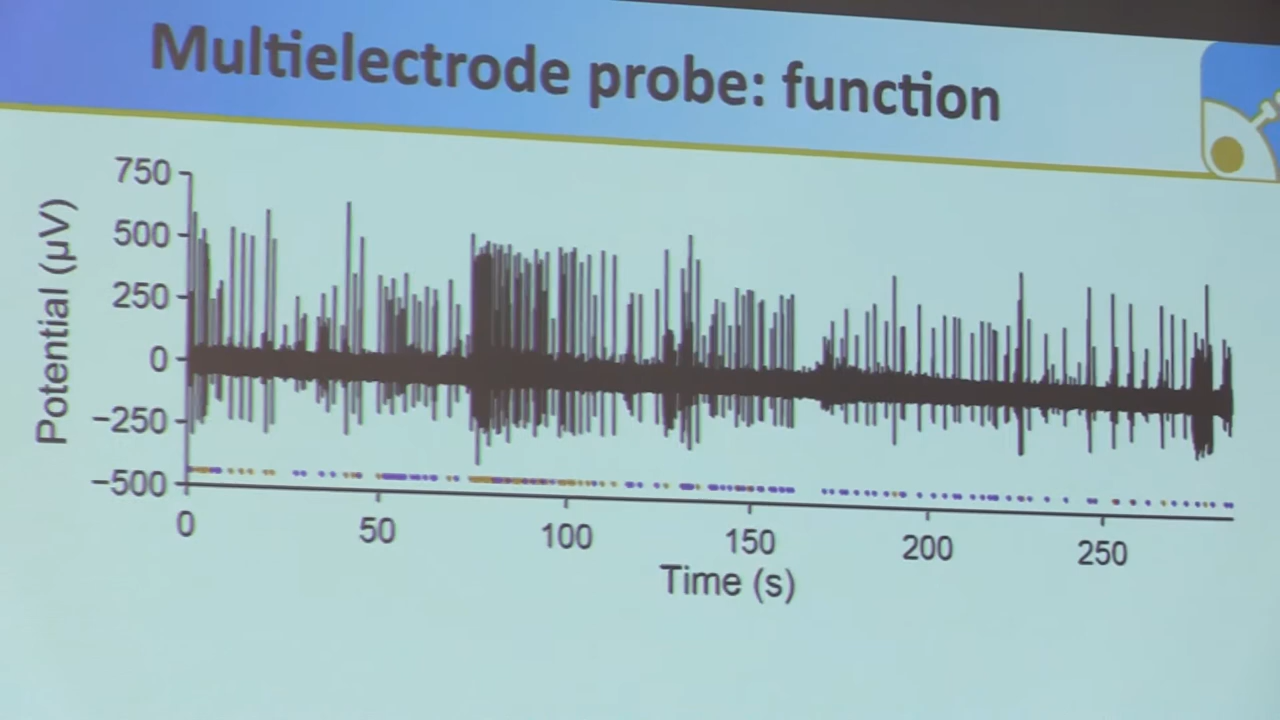 Multielectrode probe: function
750
500
250
0
−250
−500
Potential (µV)
0 50 100 150 200 250
Time (s)